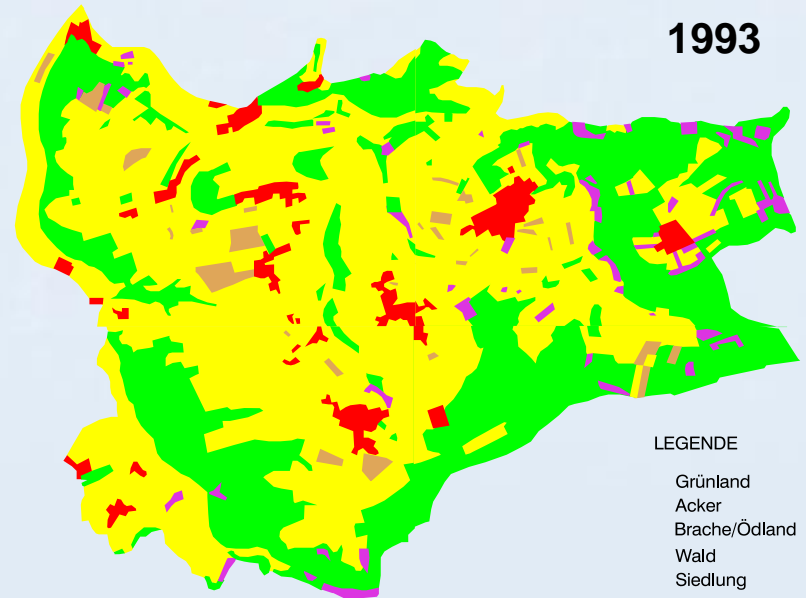 1993
LEGENDE
Grünland
Acker
Brache/Ödland
Wald
Siedlung